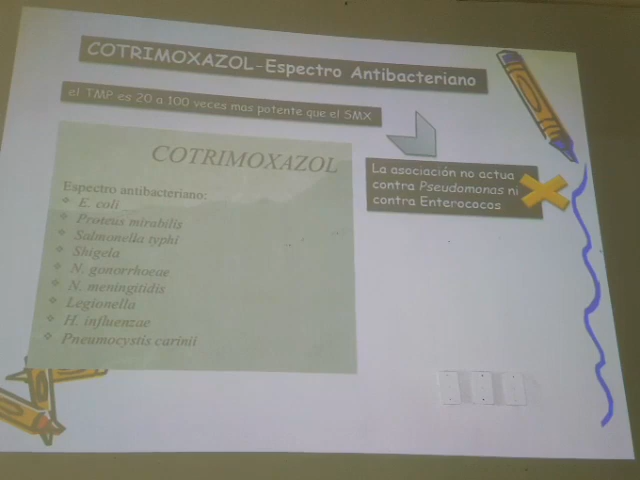 COTRIMOXAZOL-Espectro Antibacteriano
el TMP es 20 a 100 veces mas potente que el SMX
COTRIMOXAZOL
Espectro antibacteriano:
❖ E. coli
❖ Proteus mirabilis
❖ Salmonella typhi
❖ Shigela
❖ N. gonorrhoeae
❖ N. meningitidis
❖ Legionella
❖ H. influenzae
❖ Pneumocystis carinii
La asociación no actua
contra Pseudomonas ni
contra Enterococos